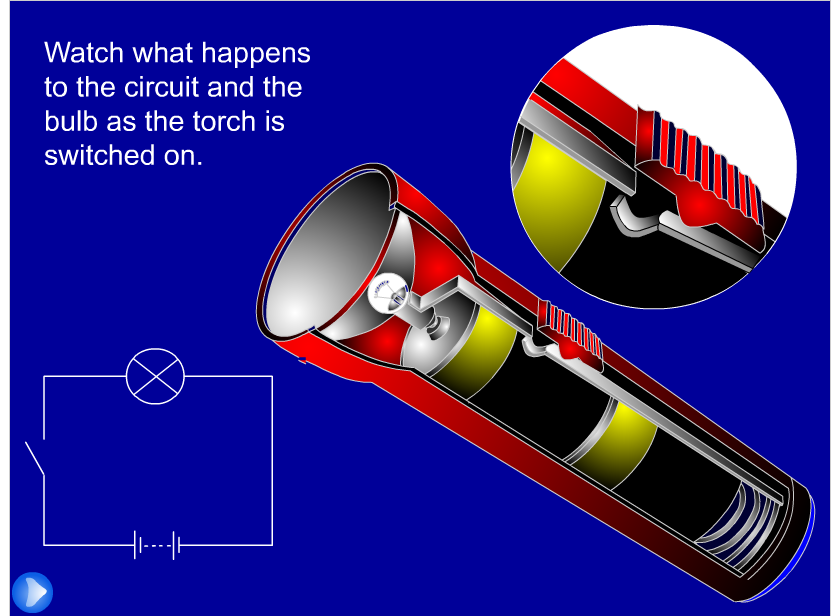 Watch what happens
to the circuit and the
bulb as the torch is
switched on.